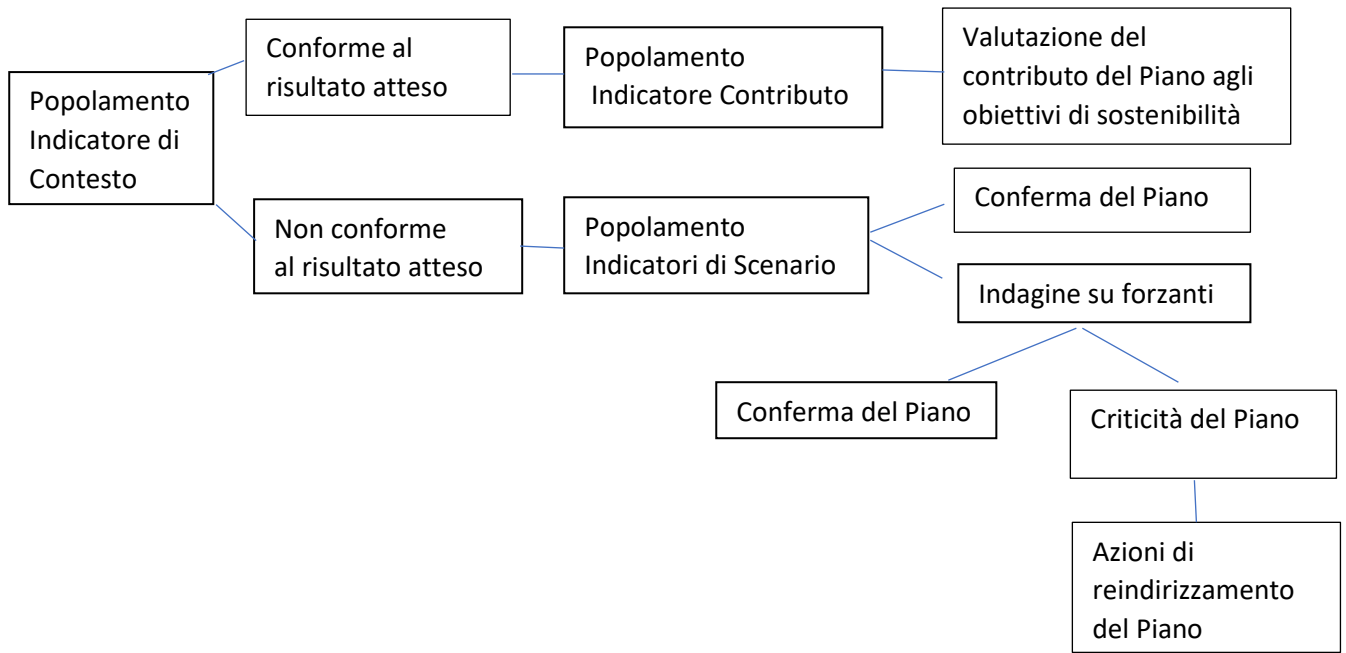 Popolamento
Indicatore di
Contesto
Conforme al
risultato atteso
Popolamento
Indicatore Contributo
Valutazione del
contributo del Piano agli
obiettivi di sostenibilità
Non conforme
al risultato atteso
Popolamento
Indicatori di Scenario
Conferma del Piano
Indagine su forzanti
Conferma del Piano
Criticità del Piano
Azioni di
reindirizzamento
del Piano